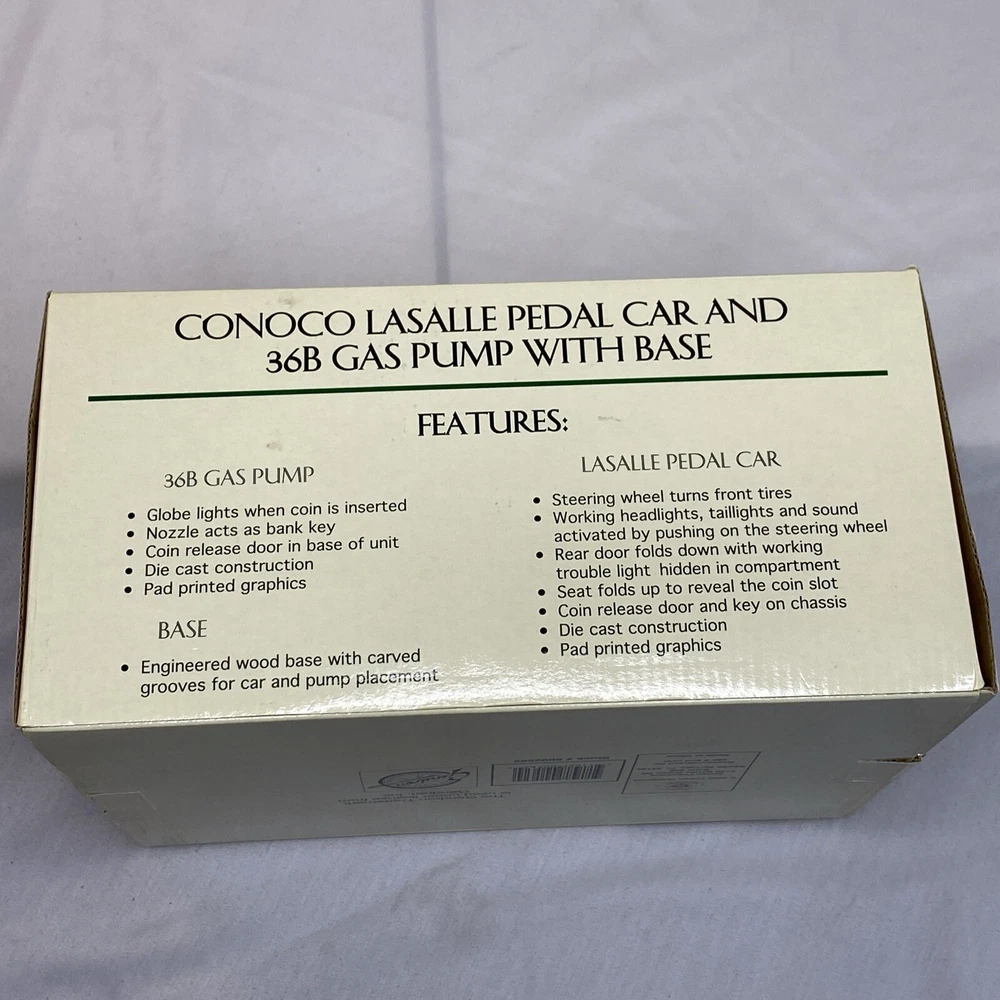 CONOCO LASALLE PEDAL CAR AND
36B GAS PUMP WITH BASE
FEATURES:
36B GAS PUMP
• Globe lights when coin is inserted
• Nozzle acts as bank key
• Coin release door in base of unit
• Die cast construction
• Pad printed graphics
BASE
• Engineered wood base with carved
grooves for car and pump placement
LASALLE PEDAL CAR
• Steering wheel turns front tires
• Working headlights, taillights and sound
activated by pushing on the steering wheel
• Rear door folds down with working
trouble light hidden in compartment
• Seat folds up to reveal the coin slot
• Coin release door and key on chassis
• Die cast construction
• Pad printed graphics